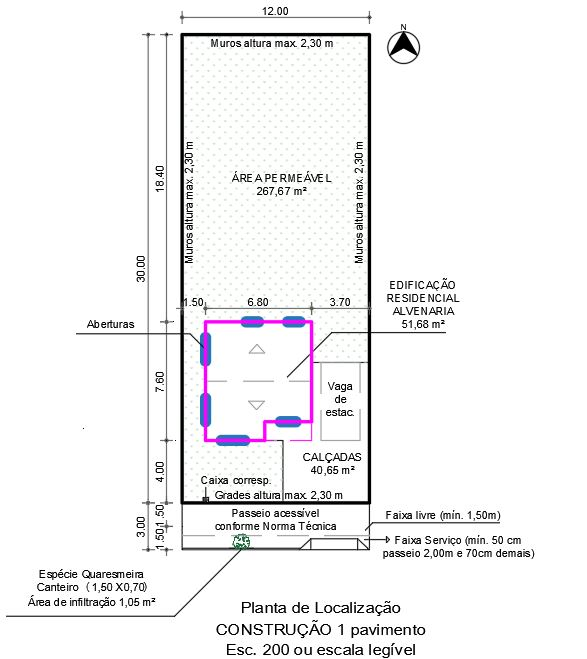 12.00
Muros altura max. 2,30 m
Muros altura max. 2,30 m
Muros altura max. 2,30 m
18.40
30.00
ÁREA PERMEÁVEL
267,67 m²
1.50
6.80
3.70
EDIFICAÇÃO
RESIDENCIAL
ALVENARIA
51,68 m²
Aberturas
7.60
Vaga
de
estac.
CALÇADAS
40,65 m²
4.00
Caixa corresp.
Grades altura max. 2,30 m
3.00
1.50
1.50
Passeio acessível
conforme Norma Técnica
Faixa livre (mín. 1,50m)
Faixa Serviço (mín. 50 cm
passeio 2,00m e 70cm demais)
Espécie Quaresmeira
Canteiro (1,50 X0,70)
Área de infiltração 1,05 m²
Planta de Localização
CONSTRUÇÃO 1 pavimento
Esc. 200 ou escala legível